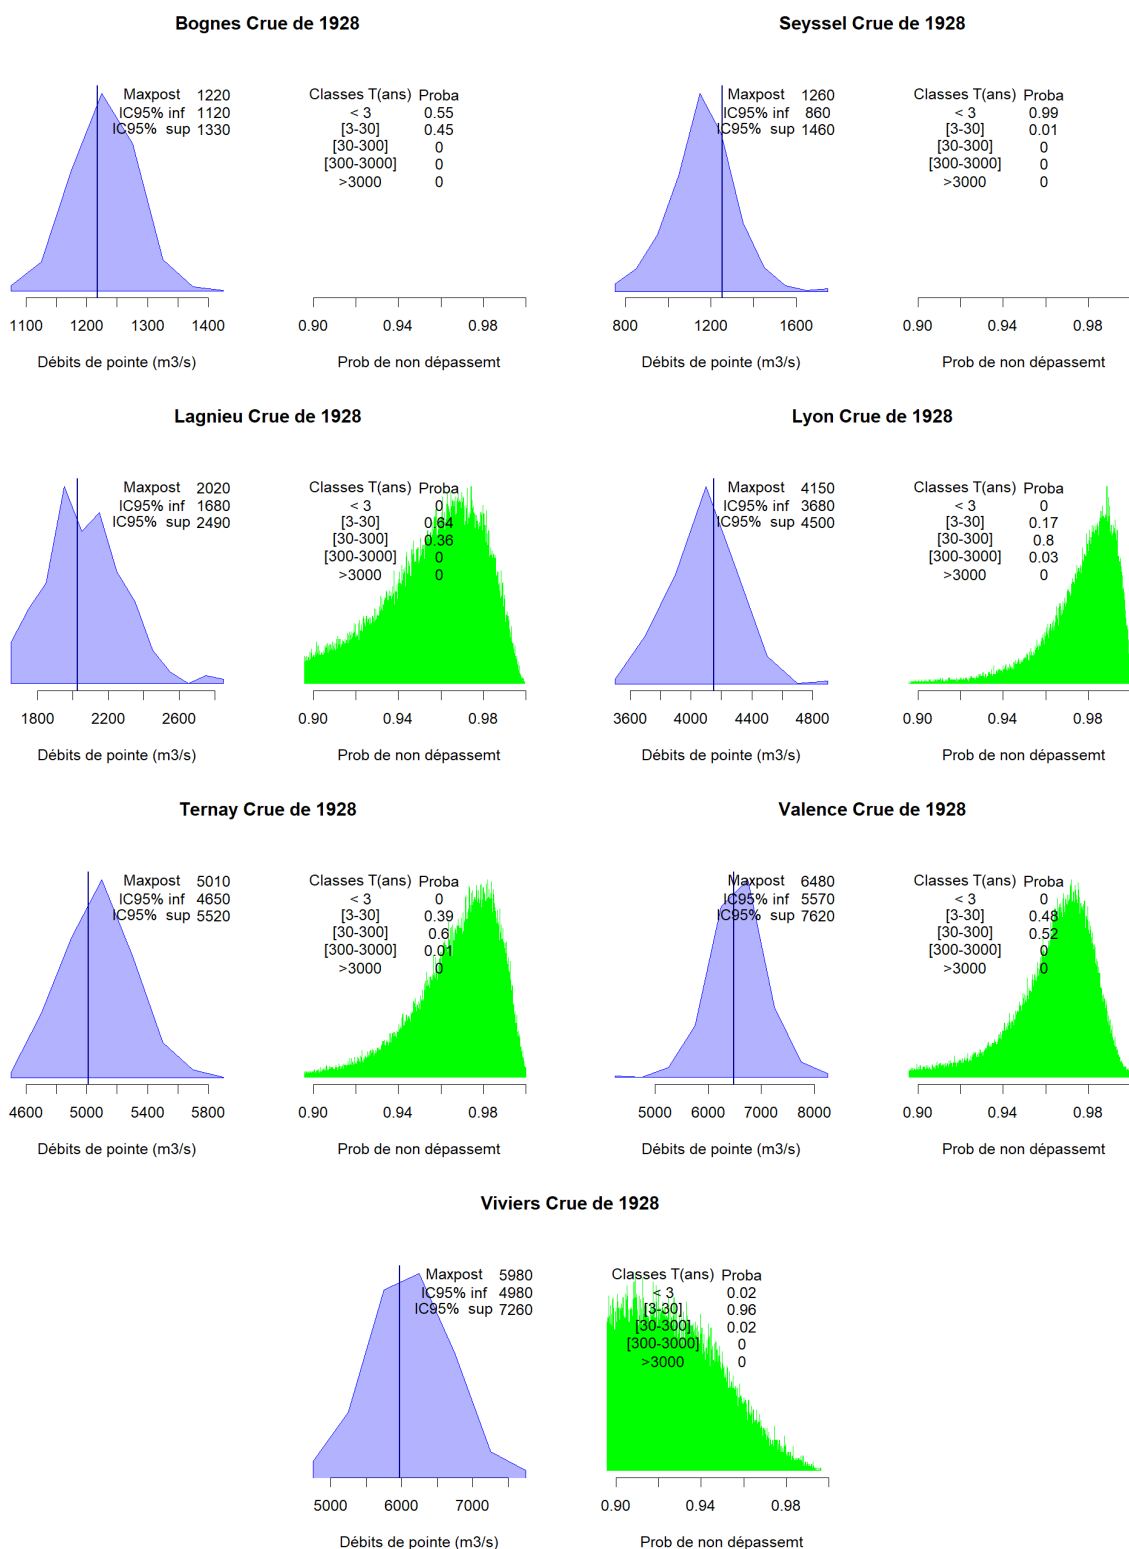 Bognes Crue de 1928
Maxpost 1220
IC95% inf 1120
IC95% sup 1330
1100 1200 1300 1400
Débits de pointe (m3/s)
Classes T(ans) Proba
< 3 0.55
[3-30] 0.45
[30-300] 0
[300-3000] 0
>3000 0
0.90 0.94 0.98
Prob de non dépassemt
Seyssel Crue de 1928
Maxpost 1260
IC95% inf 860
IC95% sup 1460
800 1200 1600
Débits de pointe (m3/s)
Classes T(ans) Proba
< 3 0.99
[3-30] 0.01
[30-300] 0
[300-3000] 0
>3000 0
0.90 0.94 0.98
Prob de non dépassemt
Lagnieu Crue de 1928
Maxpost 2020
IC95% inf 1680
IC95% sup 2490
1800 2200 2600
Débits de pointe (m3/s)
Classes T(ans) Proba
< 3 0
[3-30] 0.64
[30-300] 0.36
[300-3000] 0
>3000 0
0.90 0.94 0.98
Prob de non dépassemt
Lyon Crue de 1928
Maxpost 4150
IC95% inf 3680
IC95% sup 4500
3600 4000 4400 4800
Débits de pointe (m3/s)
Classes T(ans) Proba
< 3 0
[3-30] 0.17
[30-300] 0.8
[300-3000] 0.03
>3000 0
0.90 0.94 0.98
Prob de non dépassemt
Ternay Crue de 1928
Maxpost 5010
IC95% inf 4650
IC95% sup 5520
4600 5000 5400 5800
Débits de pointe (m3/s)
Classes T(ans) Proba
< 3 0
[3-30] 0.39
[30-300] 0.6
[300-3000] 0.01
>3000 0
0.90 0.94 0.98
Prob de non dépassemt
Valence Crue de 1928
Maxpost 6480
IC95% inf 5570
IC95% sup 7620
5000 6000 7000 8000
Débits de pointe (m3/s)
Classes T(ans) Proba
< 3 0
[3-30] 0.48
[30-300] 0.52
[300-3000] 0
>3000 0
0.90 0.94 0.98
Prob de non dépassemt
Viviers Crue de 1928
Maxpost 5980
IC95% inf 4980
IC95% sup 7260
5000 6000 7000
Débits de pointe (m3/s)
Classes T(ans) Proba
< 3 0.02
[3-30] 0.96
[30-300] 0.02
[300-3000] 0
>3000 0
0.90 0.94 0.98
Prob de non dépassemt